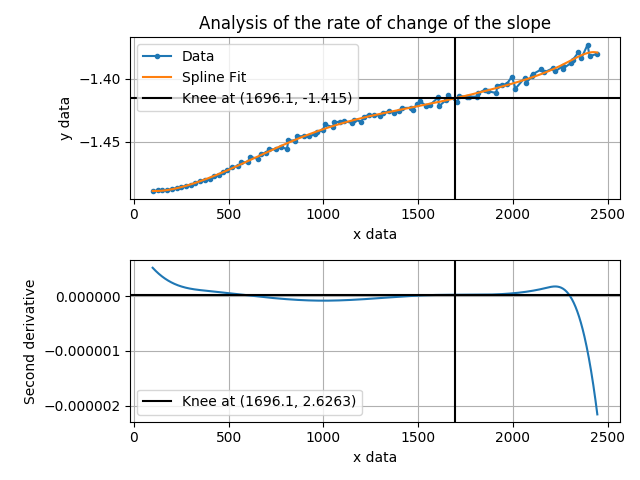 Analysis of the rate of change of the slope
Data
Spline Fit
Knee at (1696.1, -1.415)
y data
−1.40
−1.45
0 500 1000 1500 2000 2500
x data
Second derivative
0.000000
−0.000001
−0.000002
Knee at (1696.1, 2.6263)
0 500 1000 1500 2000 2500
x data